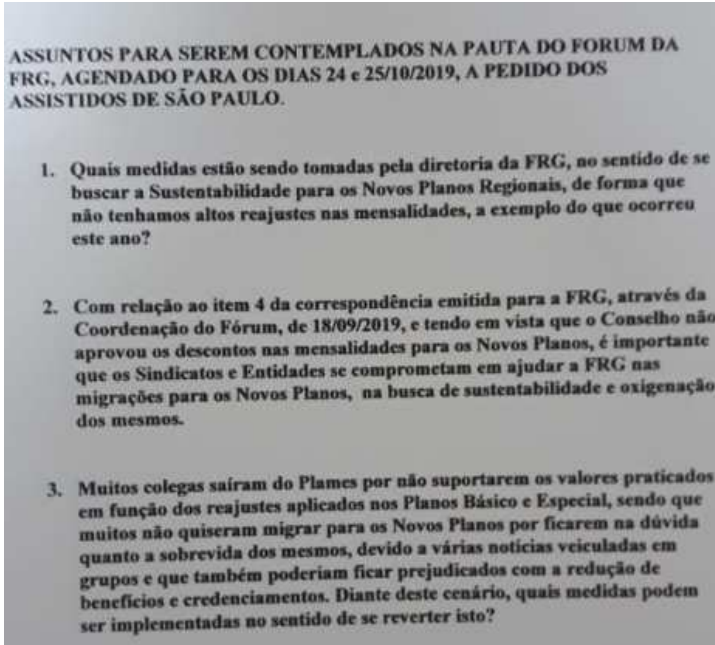 ASSUNTOS PARA SEREM CONTEMPLADOS NA PAUTA DO FORUM DA
FRG, AGENDADO PARA OS DIAS 24 e 25/10/2019, A PEDIDO DOS
ASSISTIDOS DE SÃO PAULO.
1. Quais medidas estão sendo tomadas pela diretoria da FRG, no sentido de se
buscar a Sustentabilidade para os Novos Planos Regionais, de forma que
não tenhamos altos reajustes nas mensalidades, a exemplo do que ocorreu
este ano?
2. Com relação ao item 4 da correspondência emitida para a FRG, através da
Coordenação do Fórum, de 18/09/2019, e tendo em vista que o Conselho não
aprovou os descontos nas mensalidades para os Novos Planos, é importante
que os Sindicatos e Entidades se comprometam em ajudar a FRG nas
migrações para os Novos Planos, na busca de sustentabilidade e oxigenação
dos mesmos.
3. Muitos colegas saíram do Plames por não suportarem os valores praticados
em função dos reajustes aplicados nos Planos Básico e Especial, sendo que
muitos não quiseram migrar para os Novos Planos por ficarem na dúvida
quanto a sobrevida dos mesmos, devido a várias notícias veiculadas em
grupos e que também poderiam ficar prejudicados com a redução de
benefícios e credenciamentos. Diante deste cenário, quais medidas podem
ser implementadas no sentido de se reverter isto?